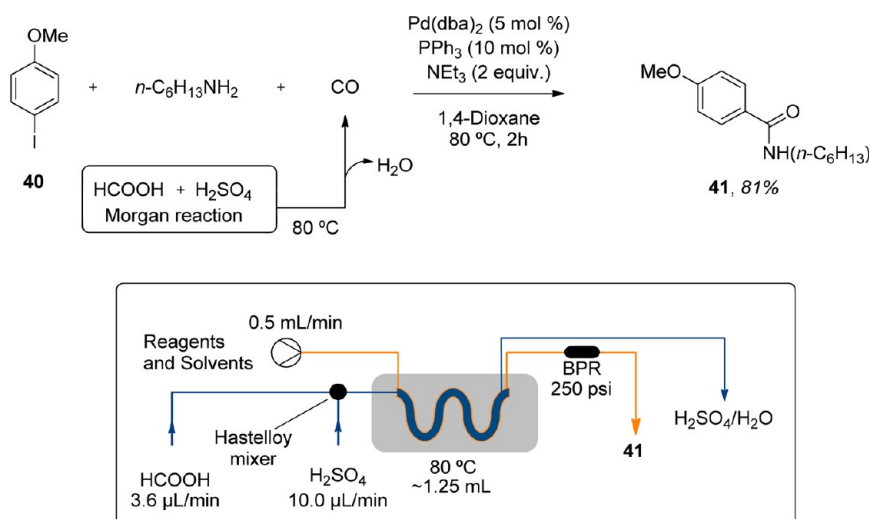 OMe
I
40
+
n-C6H13NH2
+
CO
HCOOH + H2SO4
Morgan reaction
80 ºC
H2O
Pd(dba)2 (5 mol %)
PPh3 (10 mol %)
NEt3 (2 equiv.)
1,4-Dioxane
80 ºC, 2h
MeO
O
NH(n-C6H13)
41, 81%
Reagents
and Solvents
0.5 mL/min
Hastelloy
mixer
HCOOH
3.6 µL/min
H2SO4
10.0 µL/min
80 ºC
~1.25 mL
BPR
250 psi
41
H2SO4/H2O